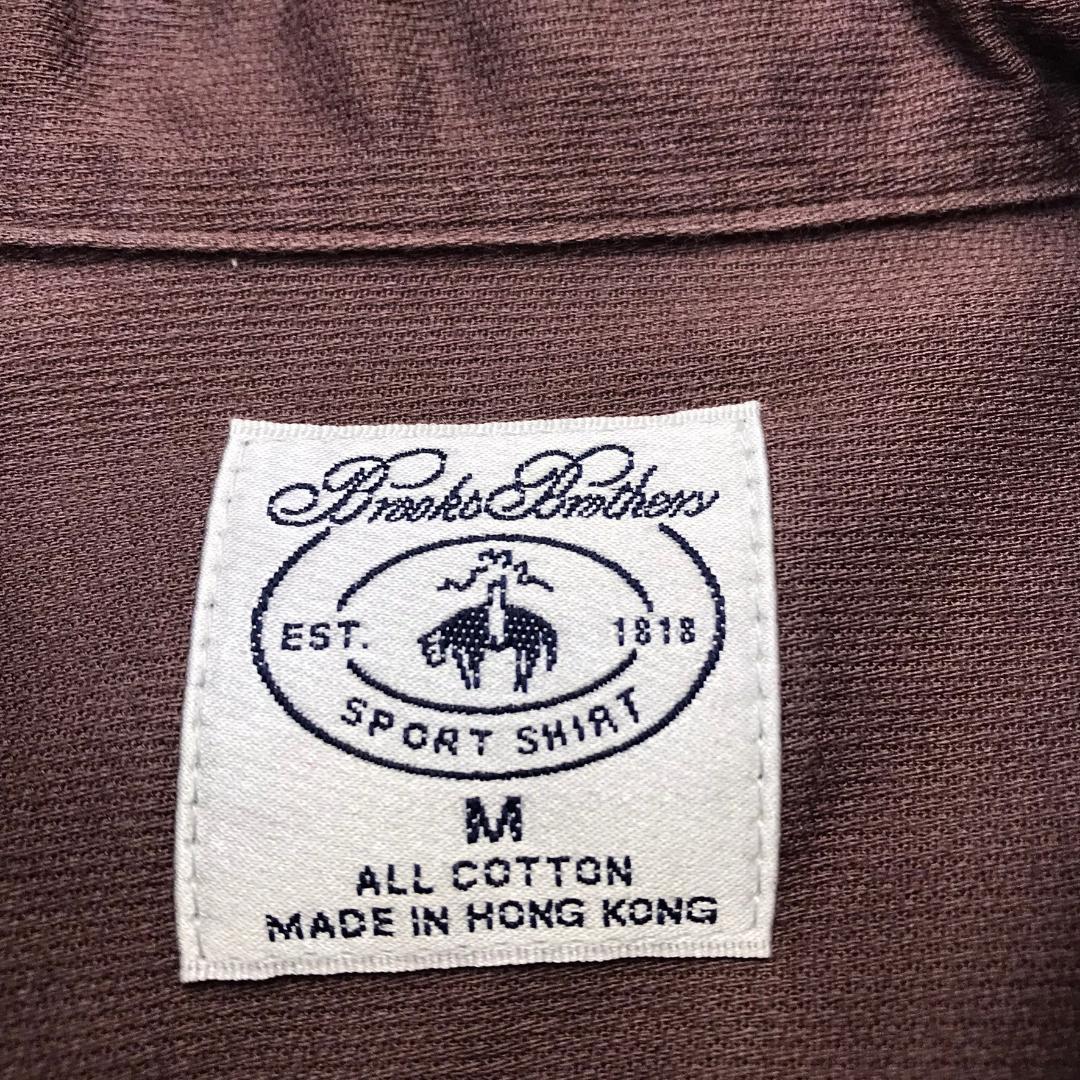 Brooks Brothers
EST. 1818
SPORT SHIRT
M
ALL COTTON
MADE IN HONG KONG